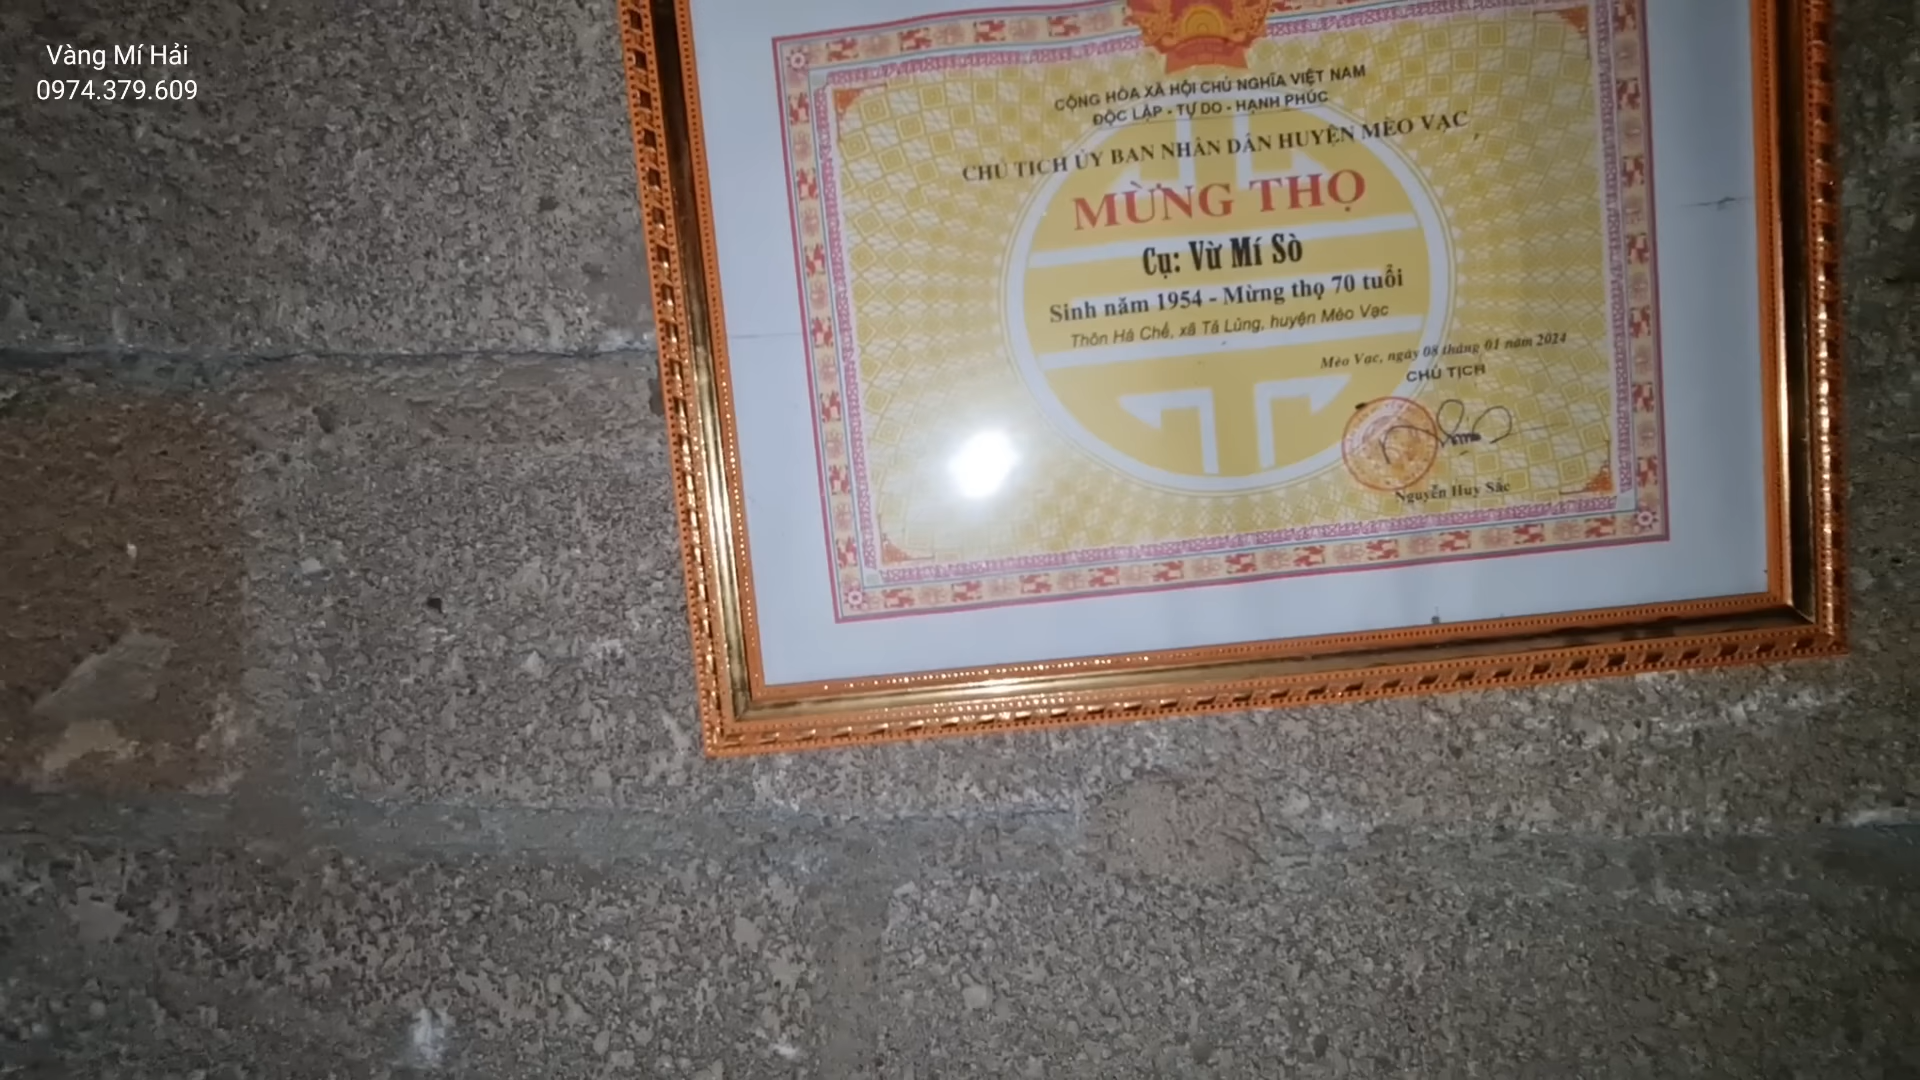 Vàng Mí Hải
0974.379.609
CỘNG HÒA XÃ HỘI CHỦ NGHĨA VIỆT NAM
ĐỘC LẬP - TỰ DO - HẠNH PHÚC
CHỦ TỊCH ỦY BAN NHÂN DÂN HUYỆN MÈO VẠC
MỪNG THỌ
Cụ: Vừ Mí Sò
Sinh năm 1954 - Mừng thọ 70 tuổi
Thôn Há Chế, xã Tả Lủng, huyện Mèo Vạc
Mèo Vạc, ngày 08 tháng 01 năm 2024
CHỦ TỊCH
Nguyễn Huy Sắc